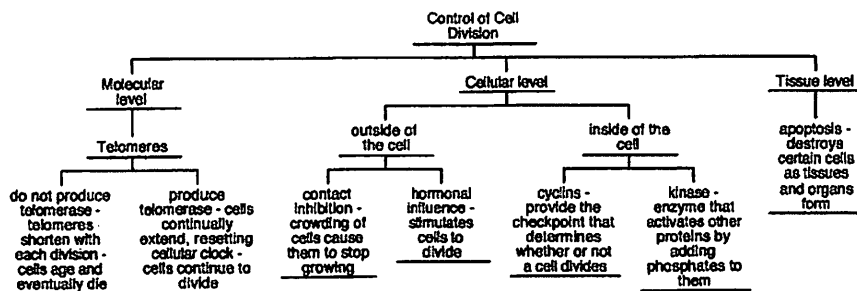 Control of Cell
Division
Molecular
level
Cellular level
Tissue level
Telomeres
outside of
the cell
inside of the
cell
apoptosis -
destroys
certain cells
as tissues
and organs
form
do not produce
telomerase -
telomeres
shorten with
each division -
cells age and
eventually die
produce
telomerase - cells
continually
extend, resetting
cellular clock -
cells continue to
divide
contact
inhibition -
crowding of
cells cause
them to stop
growing
hormonal
influence -
stimulates
cells to
divide
cyclins -
provide the
checkpoint that
determines
whether or not
a cell divides
kinase -
enzyme that
activates other
proteins by
adding
phosphates to
them